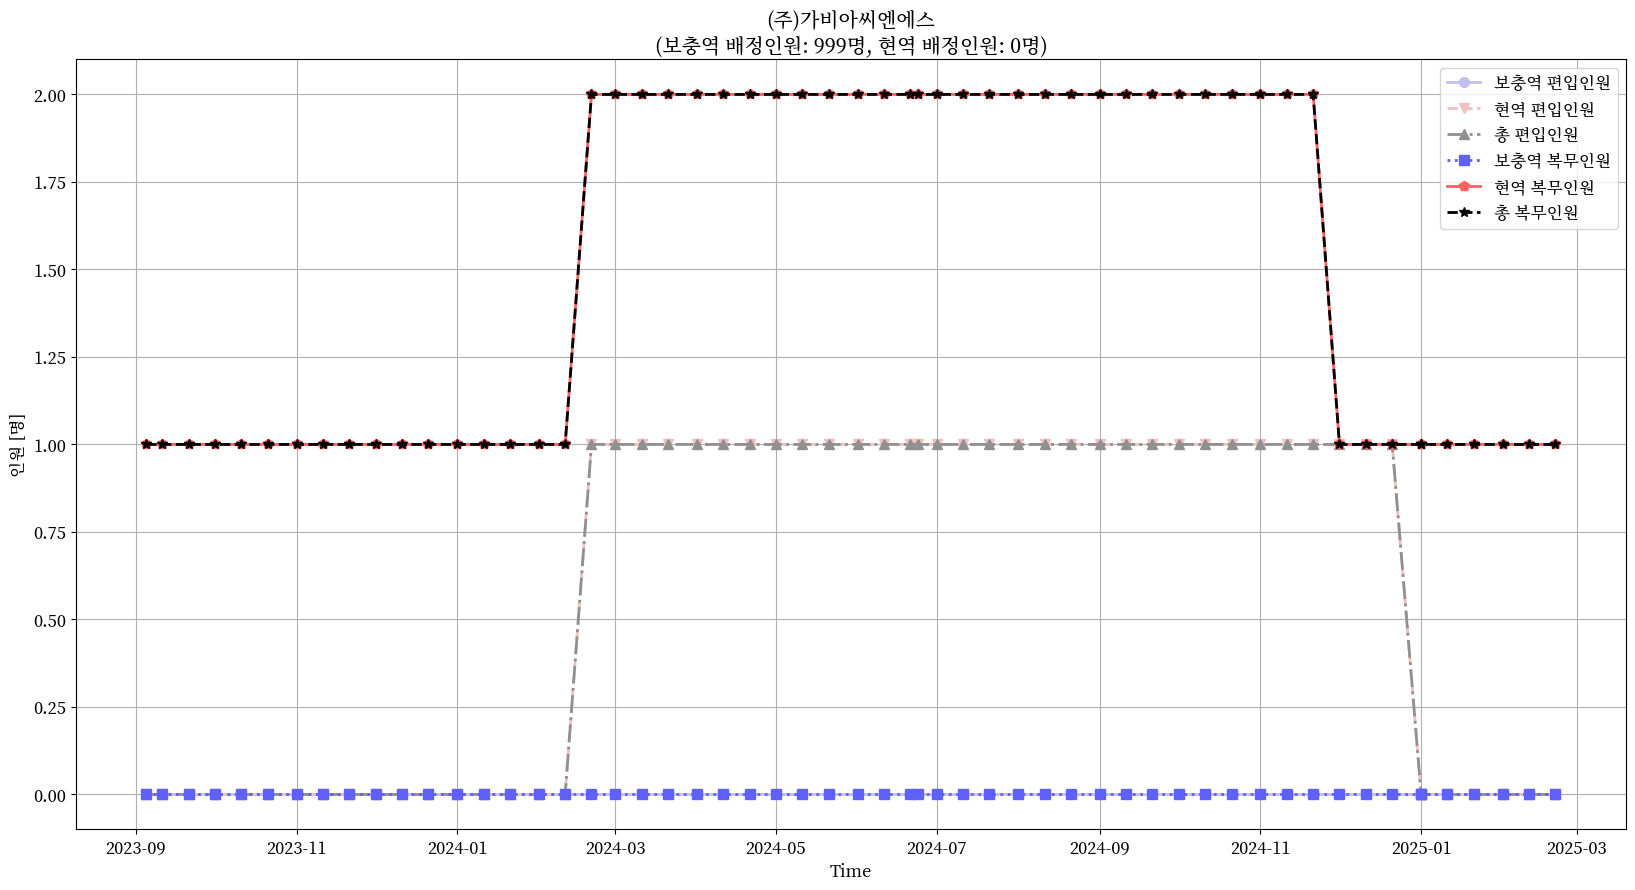 (주)가비아씨엔에스
(보충역 배정인원: 999명, 현역 배정인원: 0명)
2.00
1.75
1.50
1.25
1.00
0.75
0.50
0.25
0.00
인원 [명]
보충역 편입인원
현역 편입인원
총 편입인원
보충역 복무인원
현역 복무인원
총 복무인원
2023-09 2023-11 2024-01 2024-03 2024-05 2024-07 2024-09 2024-11 2025-01 2025-03
Time